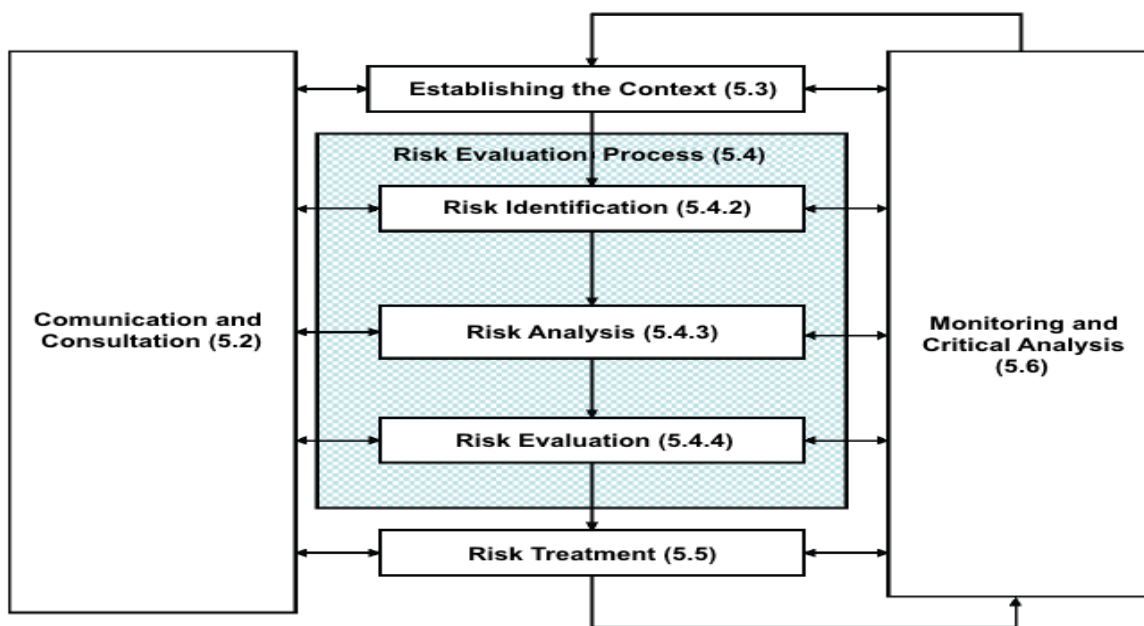 Establishing the Context (5.3)
Risk Evaluation Process (5.4)
Risk Identification (5.4.2)
Comunication and
Consultation (5.2)
Risk Analysis (5.4.3)
Monitoring and
Critical Analysis
(5.6)
Risk Evaluation (5.4.4)
Risk Treatment (5.5)